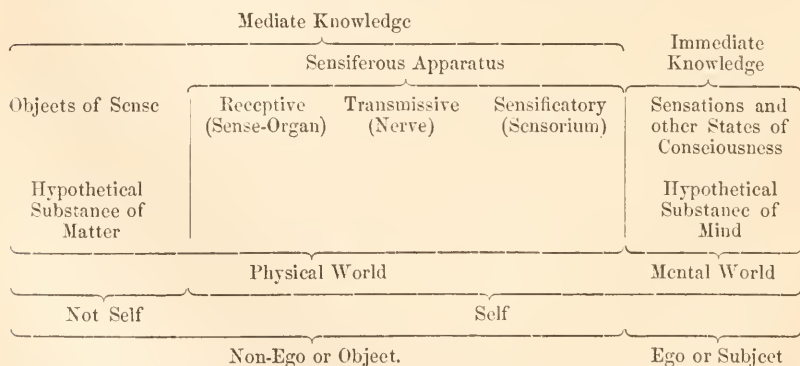 Mediate Knowledge
Immediate
Knowledge
Sensiferous Apparatus
Objects of Sense
Receptive
(Sense-Organ)
Transmissive
(Nerve)
Sensificatory
(Sensorium)
Sensations and
other States of
Consciousness
Hypothetical
Substance of
Matter
Hypothetical
Substance of
Mind
Physical World
Mental World
Not Self
Self
Non-Ego or Object.
Ego or Subject